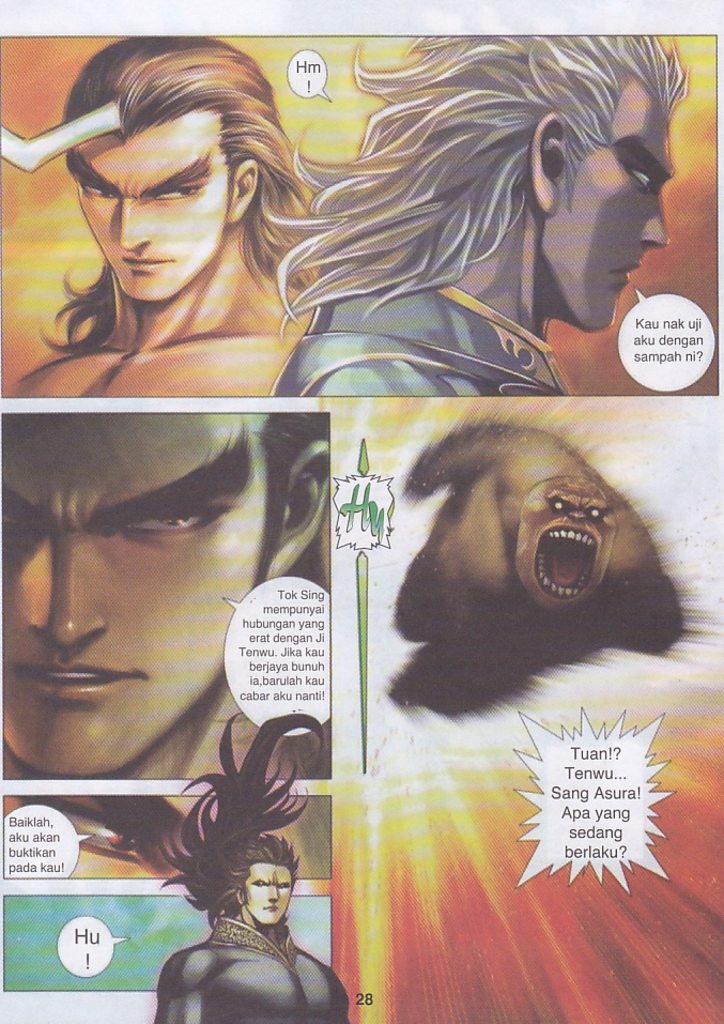 Hm
!
Kau nak uji
aku dengan
sampah ni?
Hy
Tok Sing
mempunyai
hubungan yang
erat dengan Ji
Tenwu. Jika kau
berjaya bunuh
ia,barulah kau
cabar aku nanti!
Tuan!?
Tenwu...
Sang Asura!
Apa yang
sedang
berlaku?
Baiklah,
aku akan
buktikan
pada kau!
Hu
!
28